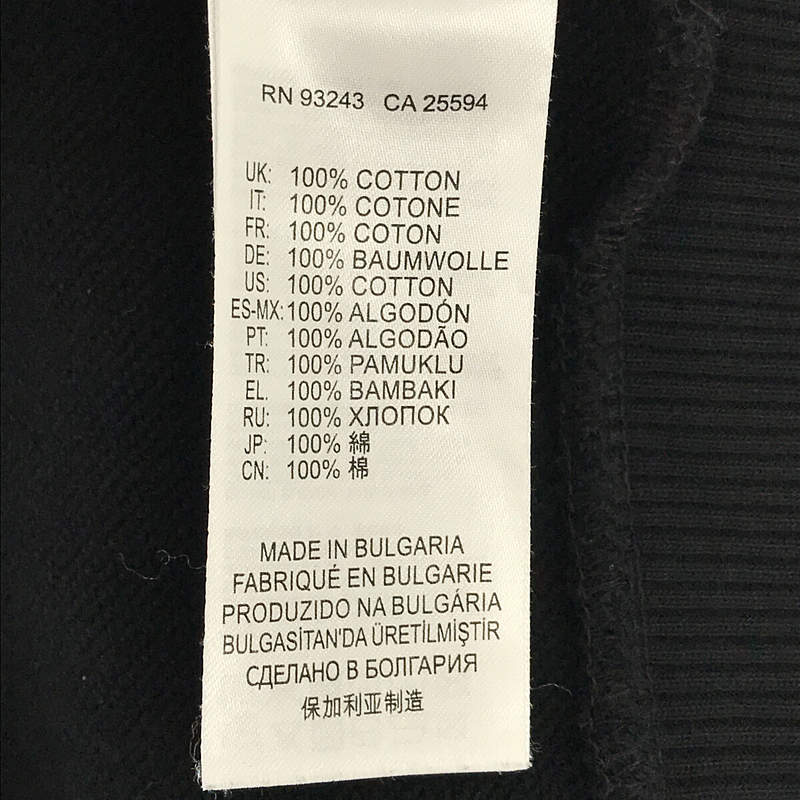 RN 93243 CA 25594
UK: 100% COTTON
IT: 100% COTONE
FR: 100% COTON
DE: 100% BAUMWOLLE
US: 100% COTTON
ES-MX: 100% ALGODÓN
PT: 100% ALGODÃO
TR: 100% PAMUKLU
EL. 100% BAMBAKI
RU: 100% ХЛОПОК
JP: 100% 綿
CN: 100% 棉
MADE IN BULGARIA
FABRIQUÉ EN BULGARIE
PRODUZIDO NA BULGÁRIA
BULGASİTAN'DA ÜRETİLMİŞTİR
СДЕЛАНО В БОЛГАРИЯ
保加利亚制造